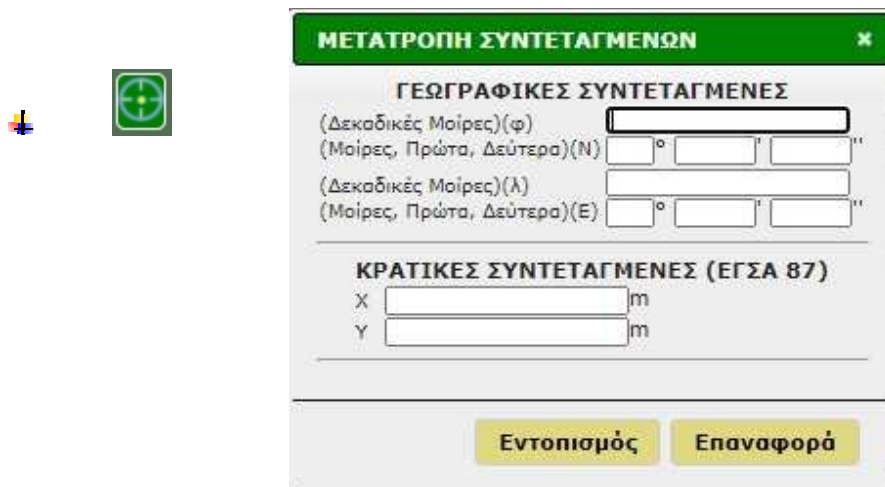 ΜΕΤΑΤΡΟΠΗ ΣΥΝΤΕΤΑΓΜΕΝΩΝ ×
ΓΕΩΓΡΑΦΙΚΕΣ ΣΥΝΤΕΤΑΓΜΕΝΕΣ
(Δεκαδικές Μοίρες)(φ)
(Μοίρες, Πρώτα, Δεύτερα)(Ν) ° ' ''
(Δεκαδικές Μοίρες)(λ)
(Μοίρες, Πρώτα, Δεύτερα)(Ε) ° ' ''
ΚΡΑΤΙΚΕΣ ΣΥΝΤΕΤΑΓΜΕΝΕΣ (ΕΓΣΑ 87)
X m
Y m
Εντοπισμός Επαναφορά